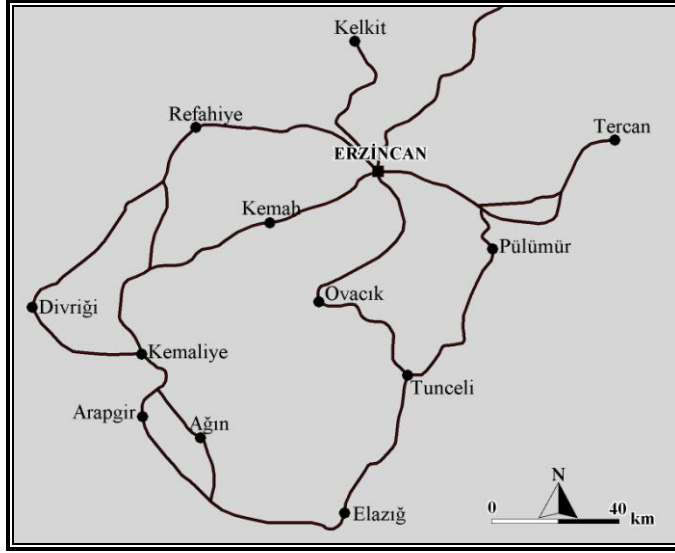 Kelkit
Refahiye
Tercan
ERZİNCAN
Kemah
Pülümür
Ovacık
Divriği
Kemaliye
Tunceli
Arapgir
Ağın
N
Elazığ
0 40
km